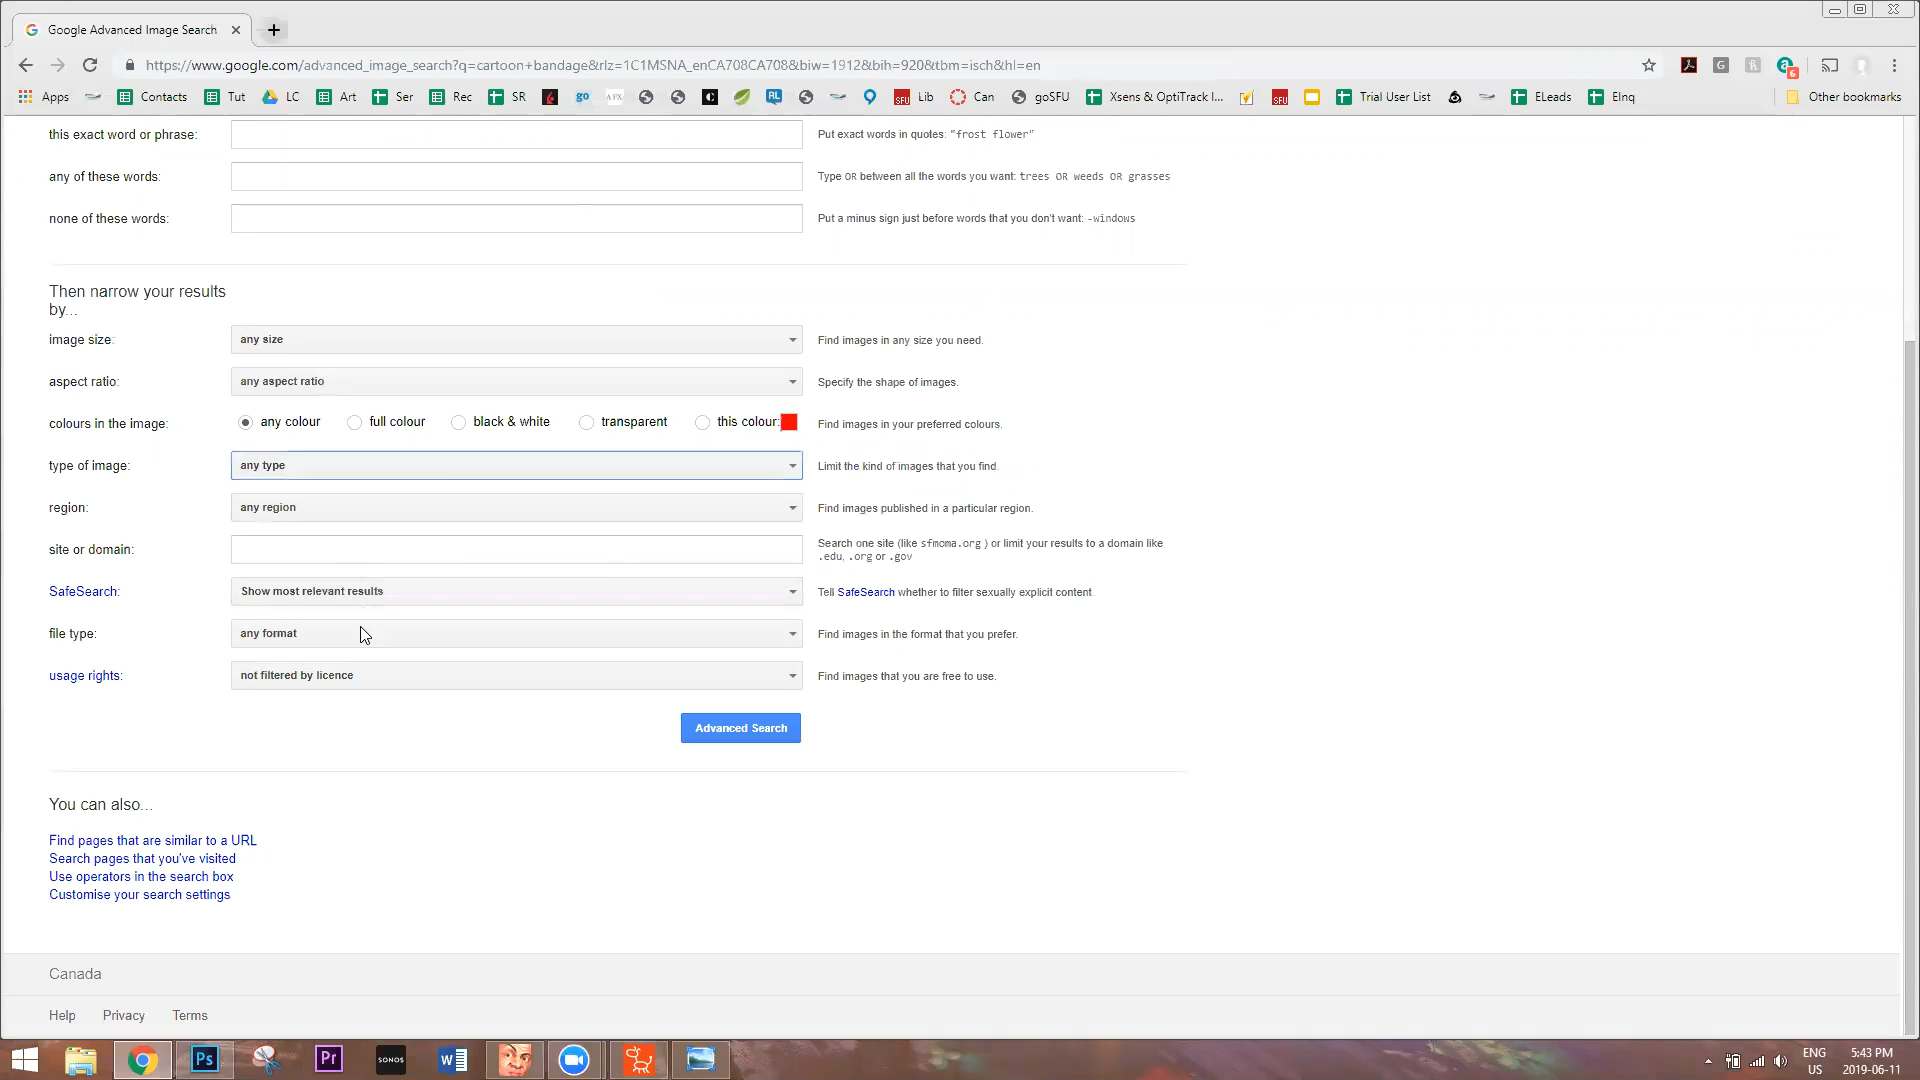 Google Advanced Image Search
https://www.google.com/advanced_image_search?q=cartoon+bandage&rlz=1C1MSNA_enCA708CA708&biw=1912&bih=920&tbm=isch&hl=en
Apps Contacts Tut LC Art Ser Rec SR go AFX RL SFU Lib Can goSFU Xsens & OptiTrack I... SFU Trial User List ELeads EInq Other bookmarks
this exact word or phrase: Put exact words in quotes: "frost flower"
any of these words: Type OR between all the words you want: trees OR weeds OR grasses
none of these words: Put a minus sign just before words that you don't want: -windows
Then narrow your results
by...
image size: any size Find images in any size you need.
aspect ratio: any aspect ratio Specify the shape of images.
colours in the image: any colour full colour black & white transparent this colour: Find images in your preferred colours.
type of image: any type Limit the kind of images that you find.
region: any region Find images published in a particular region.
site or domain: Search one site (like sfmoma.org ) or limit your results to a domain like
.edu, .org or .gov
SafeSearch: Show most relevant results Tell SafeSearch whether to filter sexually explicit content.
file type: any format Find images in the format that you prefer.
usage rights: not filtered by licence Find images that you are free to use.
Advanced Search
You can also...
Find pages that are similar to a URL
Search pages that you've visited
Use operators in the search box
Customise your search settings
Canada
Help Privacy Terms
Ps Pr SONOS W ENG 5:43 PM
US 2019-06-11